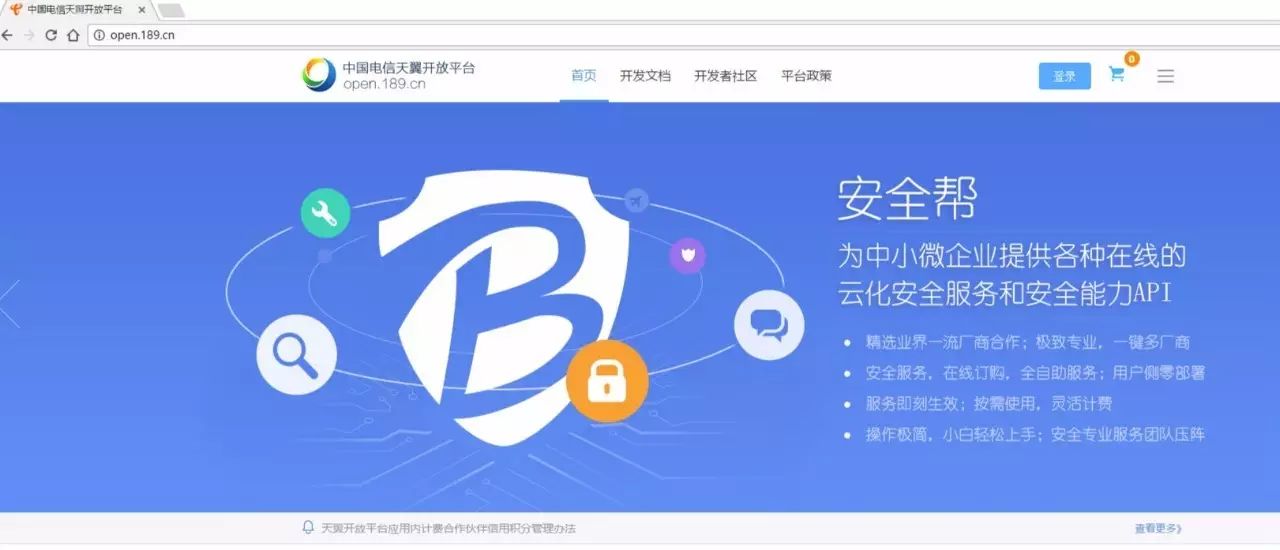 中国电信天翼开放平台
open.189.cn
中国电信天翼开放平台
open.189.cn
首页 开发文档 开发者社区 平台政策 登录 0
安全帮
为中小微企业提供各种在线的
云化安全服务和安全能力API
精选业界一流厂商合作；极致专业，一键多厂商
安全服务，在线订购，全自助服务；用户侧零部署
服务即刻生效；按需使用，灵活计费
操作极简，小白轻松上手；安全专业服务团队压阵
天翼开放平台应用内计费合作伙伴信用积分管理办法 查看更多》